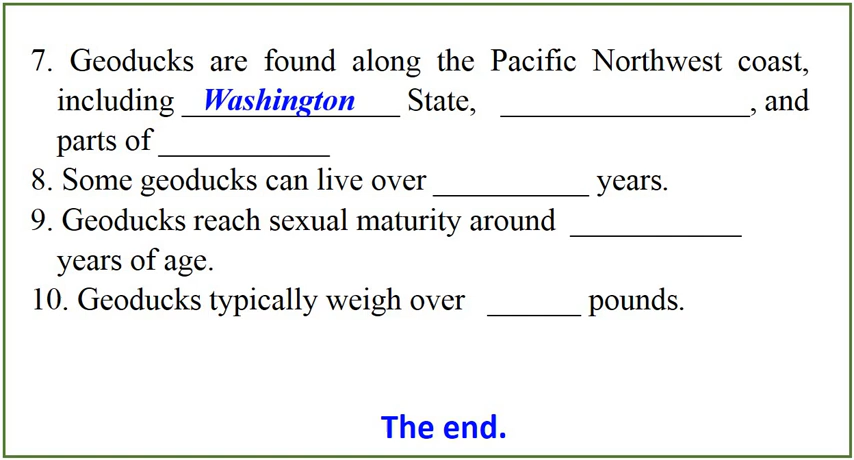 7. Geoducks are found along the Pacific Northwest coast,
including __Washington___ State, ________________, and
parts of ___________
8. Some geoducks can live over __________ years.
9. Geoducks reach sexual maturity around ___________
years of age.
10. Geoducks typically weigh over ______ pounds.
The end.